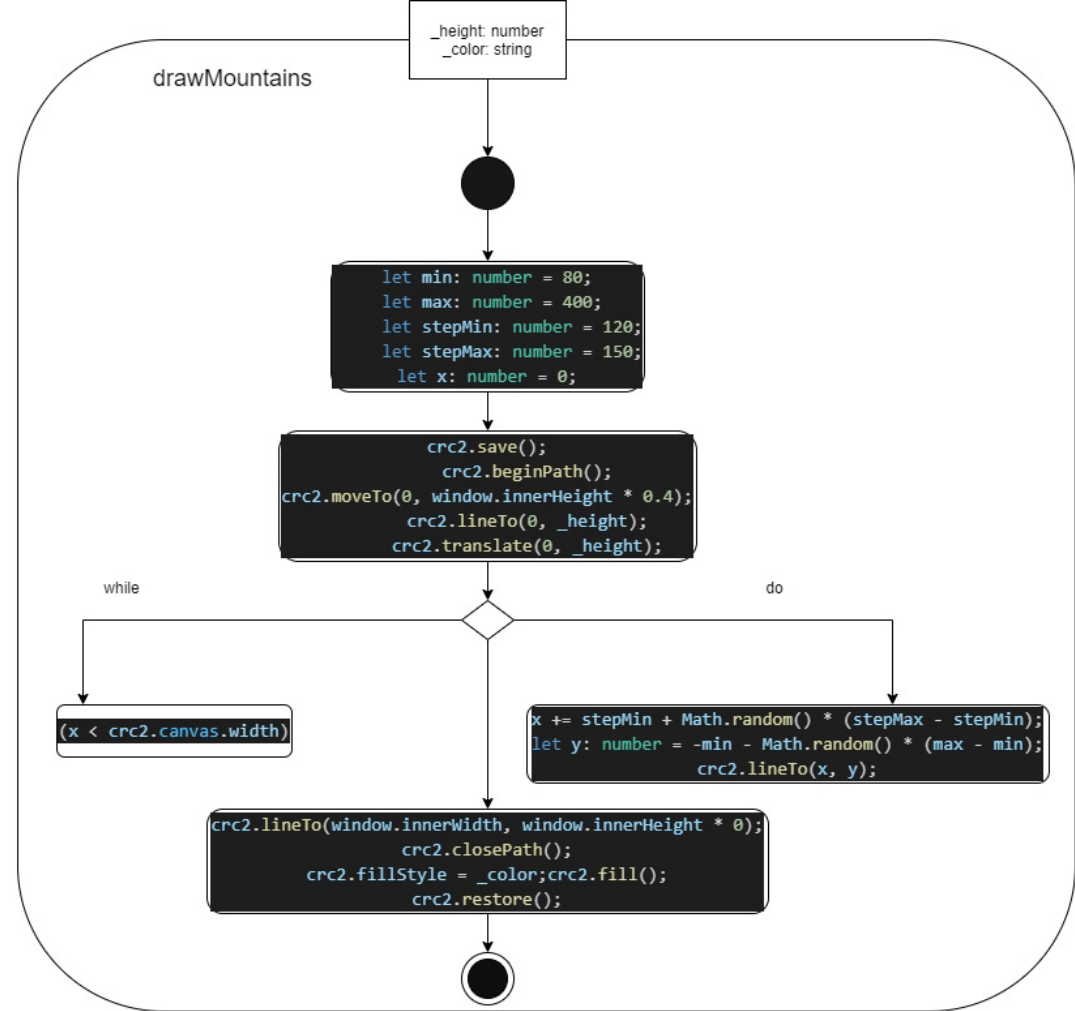 _height: number
_color: string
drawMountains
let min: number = 80;
let max: number = 400;
let stepMin: number = 120;
let stepMax: number = 150;
let x: number = 0;
crc2.save();
crc2.beginPath();
crc2.moveTo(0, window.innerHeight * 0.4);
crc2.lineTo(0, _height);
crc2.translate(0, _height);
while
do
(x < crc2.canvas.width)
x += stepMin + Math.random() * (stepMax - stepMin);
let y: number = -min - Math.random() * (max - min);
crc2.lineTo(x, y);
crc2.lineTo(window.innerWidth, window.innerHeight * 0);
crc2.closePath();
crc2.fillStyle = _color;crc2.fill();
crc2.restore();